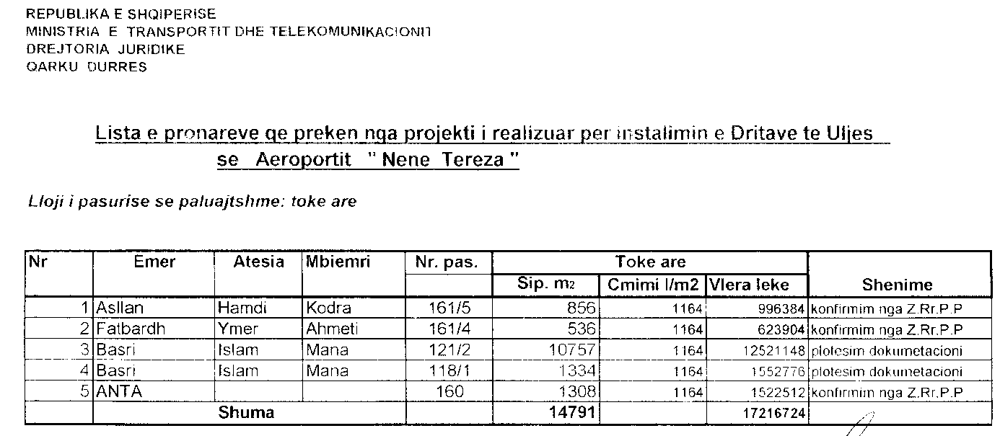 REPUBLIKA E SHQIPERISE
MINISTRIA E TRANSPORTIT DHE TELEKOMUNIKACIONIT
DREJTORIA JURIDIKE
QARKU DURRES
Lista e pronareve qe preken nga projekti i realizuar per instalimin e Dritave te Uljes
se Aeroportit " Nene Tereza "
Lloji i pasurise se paluajtshme: toke are
Nr Emer Atesia Mbiemri Nr. pas. Toke are
Sip. m2 Cmimi l/m2 Vlera leke Shenime
1 Asllan Hamdi Kodra 161/5 856 1164 996384 konfirmim nga Z.Rr.P.P
2 Fatbardh Ymer Ahmeti 161/4 536 1164 623904 konfirmim nga Z.Rr.P.P
3 Basri Islam Mana 121/2 10757 1164 12521148 plotesim dokumetacioni
4 Basri Islam Mana 118/1 1334 1164 1552776 plotesim dokumetacioni
5 ANTA 160 1308 1164 1522512 konfirmim nga Z.Rr.P.P
Shuma 14791 17216724